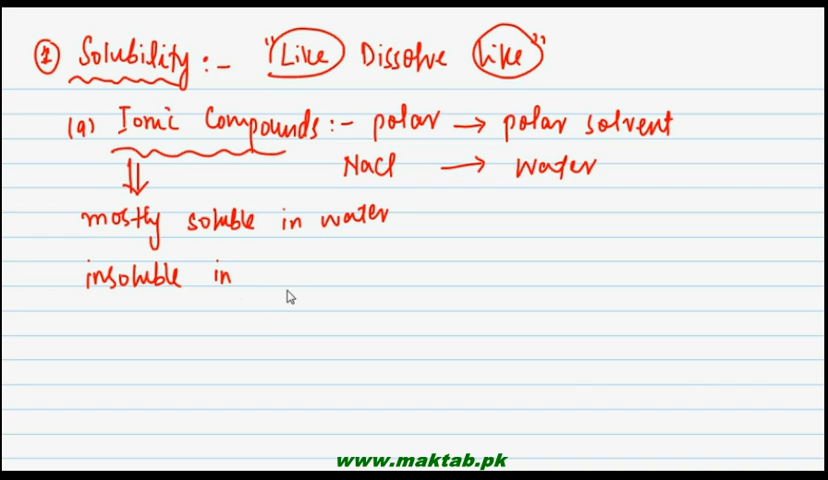 ① Solubility :- "Like Dissolve like"
(a) Ionic Compounds :- polar → polar solvent
NaCl → water
⇓
mostly soluble in water
insoluble in
www.maktab.pk